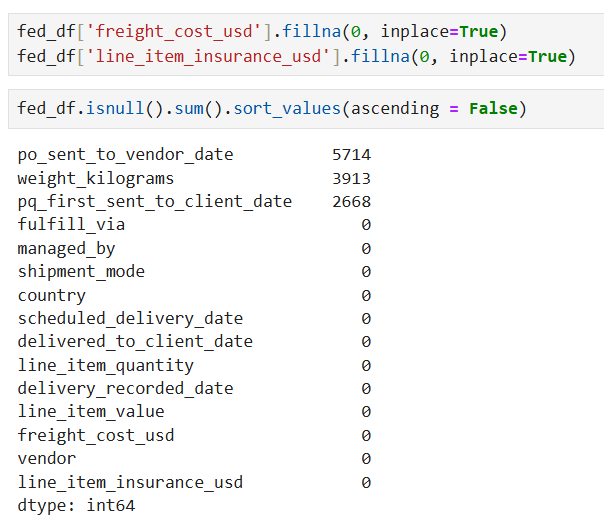 fed_df['freight_cost_usd'].fillna(0, inplace=True)
fed_df['line_item_insurance_usd'].fillna(0, inplace=True)
fed_df.isnull().sum().sort_values(ascending = False)
po_sent_to_vendor_date 5714
weight_kilograms 3913
pq_first_sent_to_client_date 2668
fulfill_via 0
managed_by 0
shipment_mode 0
country 0
scheduled_delivery_date 0
delivered_to_client_date 0
line_item_quantity 0
delivery_recorded_date 0
line_item_value 0
freight_cost_usd 0
vendor 0
line_item_insurance_usd 0
dtype: int64